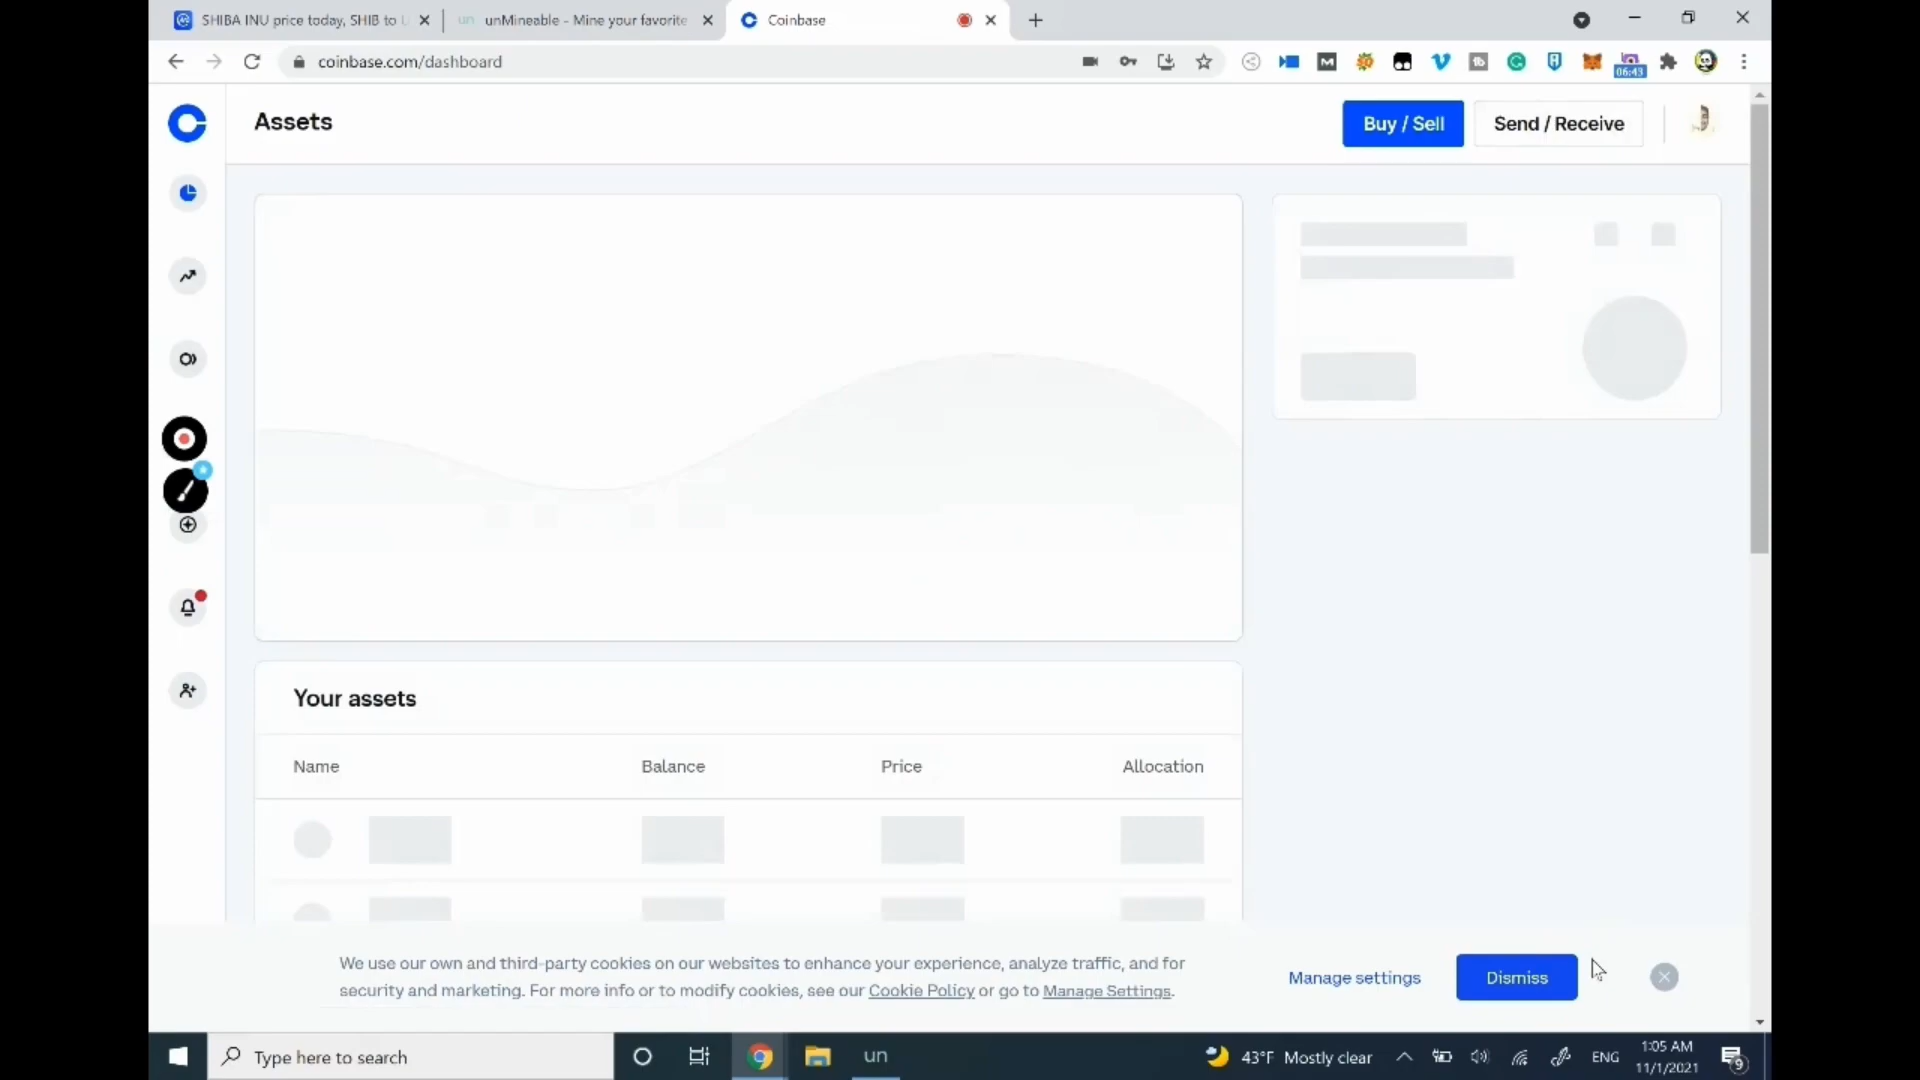 SHIBA INU price today, SHIB to U
unMineable - Mine your favorite
Coinbase
coinbase.com/dashboard
06:43
Assets
Buy / Sell
Send / Receive
Your assets
Name
Balance
Price
Allocation
We use our own and third-party cookies on our websites to enhance your experience, analyze traffic, and for
security and marketing. For more info or to modify cookies, see our Cookie Policy or go to Manage Settings.
Manage settings
Dismiss
Type here to search
un
43°F Mostly clear
ENG
1:05 AM
11/1/2021
9